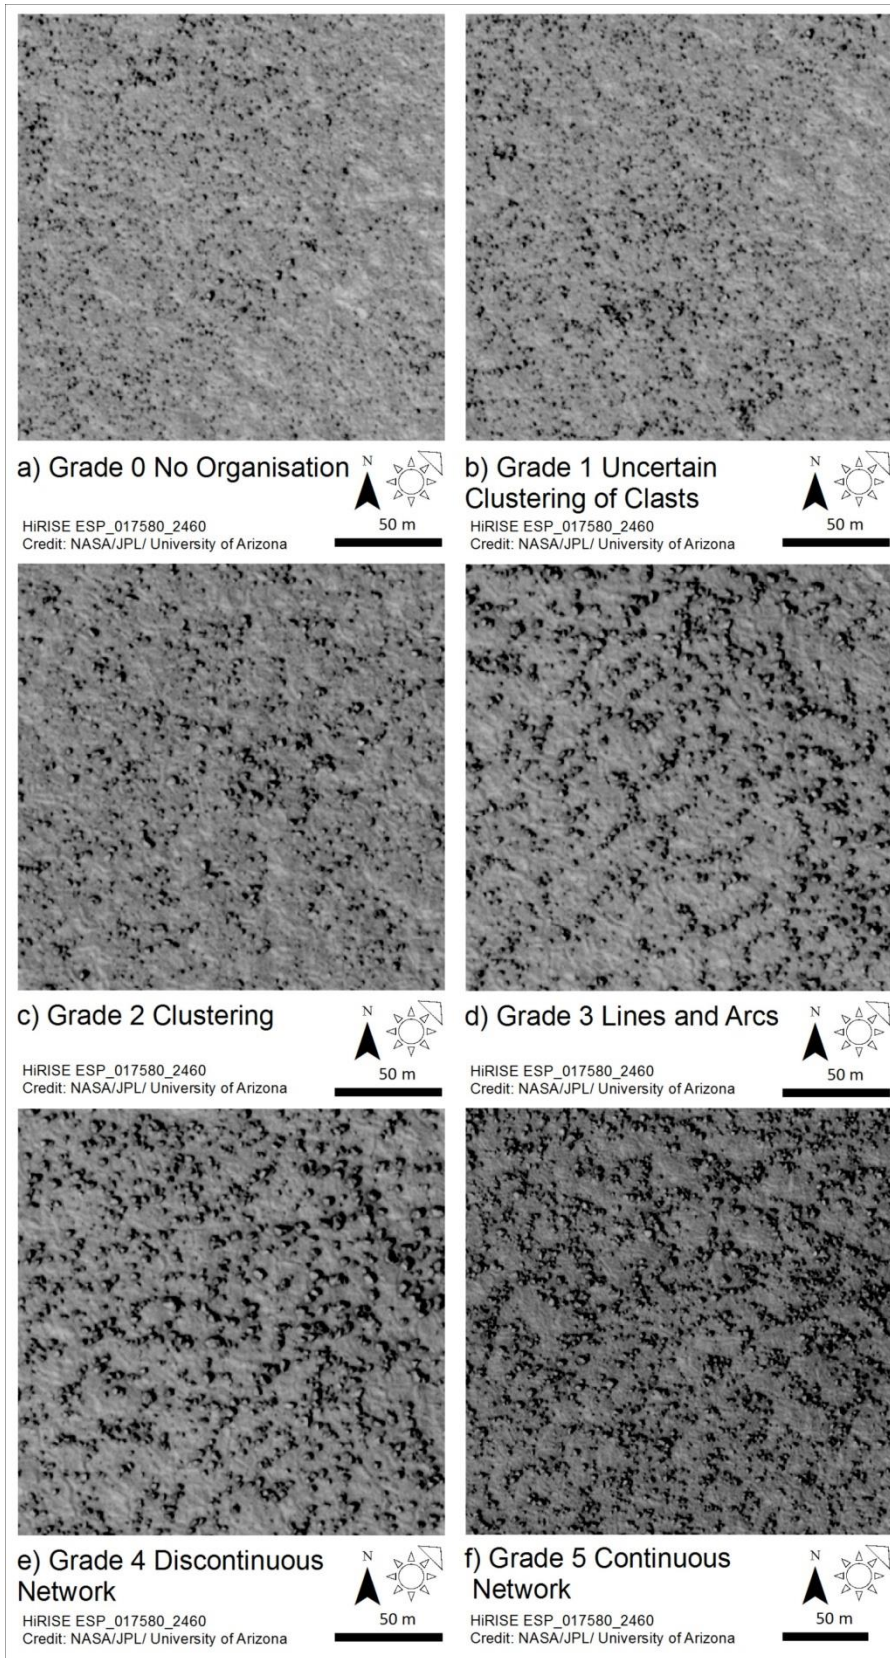 a) Grade 0 No Organisation
N
HiRISE ESP_017580_2460
Credit: NASA/JPL/ University of Arizona
50 m
b) Grade 1 Uncertain
Clustering of Clasts
N
HiRISE ESP_017580_2460
Credit: NASA/JPL/ University of Arizona
50 m
c) Grade 2 Clustering
N
HiRISE ESP_017580_2460
Credit: NASA/JPL/ University of Arizona
50 m
d) Grade 3 Lines and Arcs
N
HiRISE ESP_017580_2460
Credit: NASA/JPL/ University of Arizona
50 m
e) Grade 4 Discontinuous
Network
N
HiRISE ESP_017580_2460
Credit: NASA/JPL/ University of Arizona
50 m
f) Grade 5 Continuous
Network
N
HiRISE ESP_017580_2460
Credit: NASA/JPL/ University of Arizona
50 m